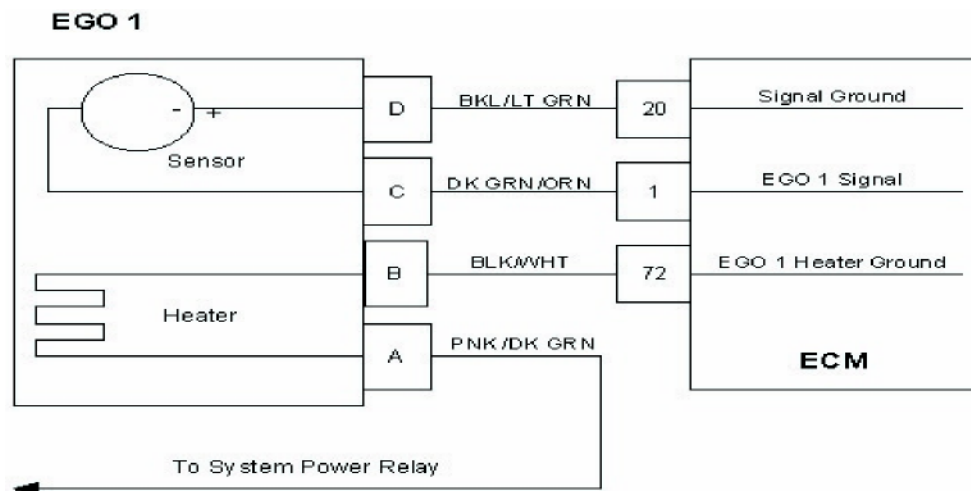 EGO 1
D BKL/LT GRN 20 Signal Ground
- +
Sensor
C DK GRN/ORN 1 EGO 1 Signal
B BLK/WHT 72 EGO 1 Heater Ground
Heater
A PNK/DK GRN
ECM
To System Power Relay